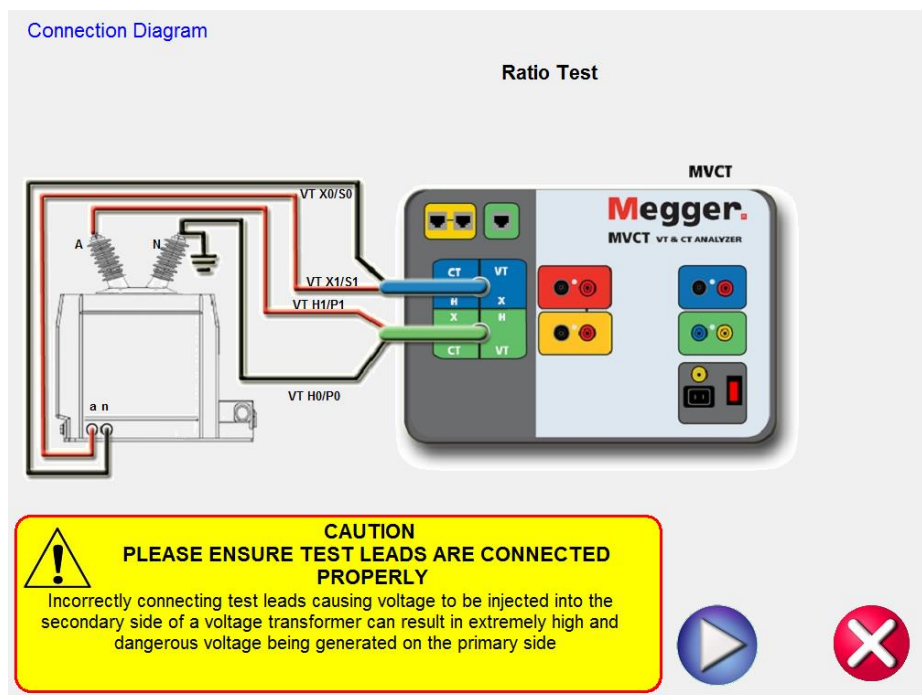 Connection Diagram
Ratio Test
MVCT
Megger.
MVCT VT & CT ANALYZER
VT X0/S0
A
N
CT VT
H X
X H
CT VT
VT X1/S1
VT H1/P1
VT H0/P0
a n
CAUTION
PLEASE ENSURE TEST LEADS ARE CONNECTED
PROPERLY
Incorrectly connecting test leads causing voltage to be injected into the
secondary side of a voltage transformer can result in extremely high and
dangerous voltage being generated on the primary side